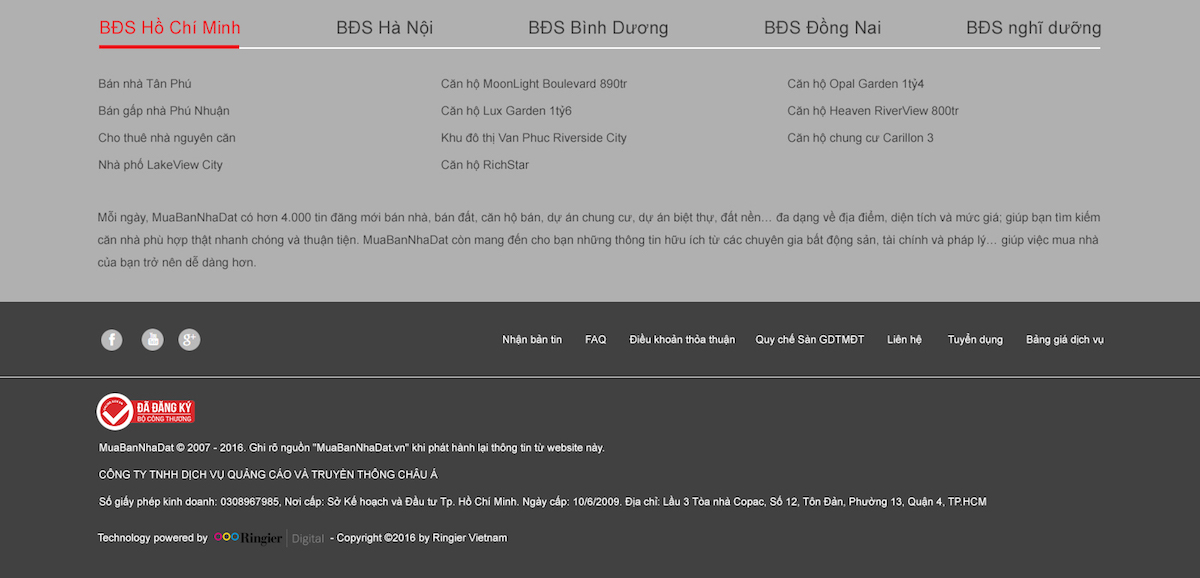 BĐS Hồ Chí Minh BĐS Hà Nội BĐS Bình Dương BĐS Đồng Nai BĐS nghĩ dưỡng
Bán nhà Tân Phú Căn hộ MoonLight Boulevard 890tr Căn hộ Opal Garden 1tỷ4
Bán gấp nhà Phú Nhuận Căn hộ Lux Garden 1tỷ6 Căn hộ Heaven RiverView 800tr
Cho thuê nhà nguyên căn Khu đô thị Van Phuc Riverside City Căn hộ chung cư Carillon 3
Nhà phố LakeView City Căn hộ RichStar
Mỗi ngày, MuaBanNhaDat có hơn 4.000 tin đăng mới bán nhà, bán đất, căn hộ bán, dự án chung cư, dự án biệt thự, đất nền… đa dạng về địa điểm, diện tích và mức giá; giúp bạn tìm kiếm
căn nhà phù hợp thật nhanh chóng và thuận tiện. MuaBanNhaDat còn mang đến cho bạn những thông tin hữu ích từ các chuyên gia bất động sản, tài chính và pháp lý… giúp việc mua nhà
của bạn trở nên dễ dàng hơn.
f You Tube g+ Nhận bản tin FAQ Điều khoản thỏa thuận Quy chế Sàn GDTMĐT Liên hệ Tuyển dụng Bảng giá dịch vụ
ĐÃ ĐĂNG KÝ
BỘ CÔNG THƯƠNG
MuaBanNhaDat © 2007 - 2016. Ghi rõ nguồn "MuaBanNhaDat.vn" khi phát hành lại thông tin từ website này.
CÔNG TY TNHH DỊCH VỤ QUẢNG CÁO VÀ TRUYỀN THÔNG CHÂU Á
Số giấy phép kinh doanh: 0308967985, Nơi cấp: Sở Kế hoạch và Đầu tư Tp. Hồ Chí Minh. Ngày cấp: 10/6/2009. Địa chỉ: Lầu 3 Tòa nhà Copac, Số 12, Tôn Đản, Phường 13, Quận 4, TP.HCM
Technology powered by Ringier Digital - Copyright ©2016 by Ringier Vietnam